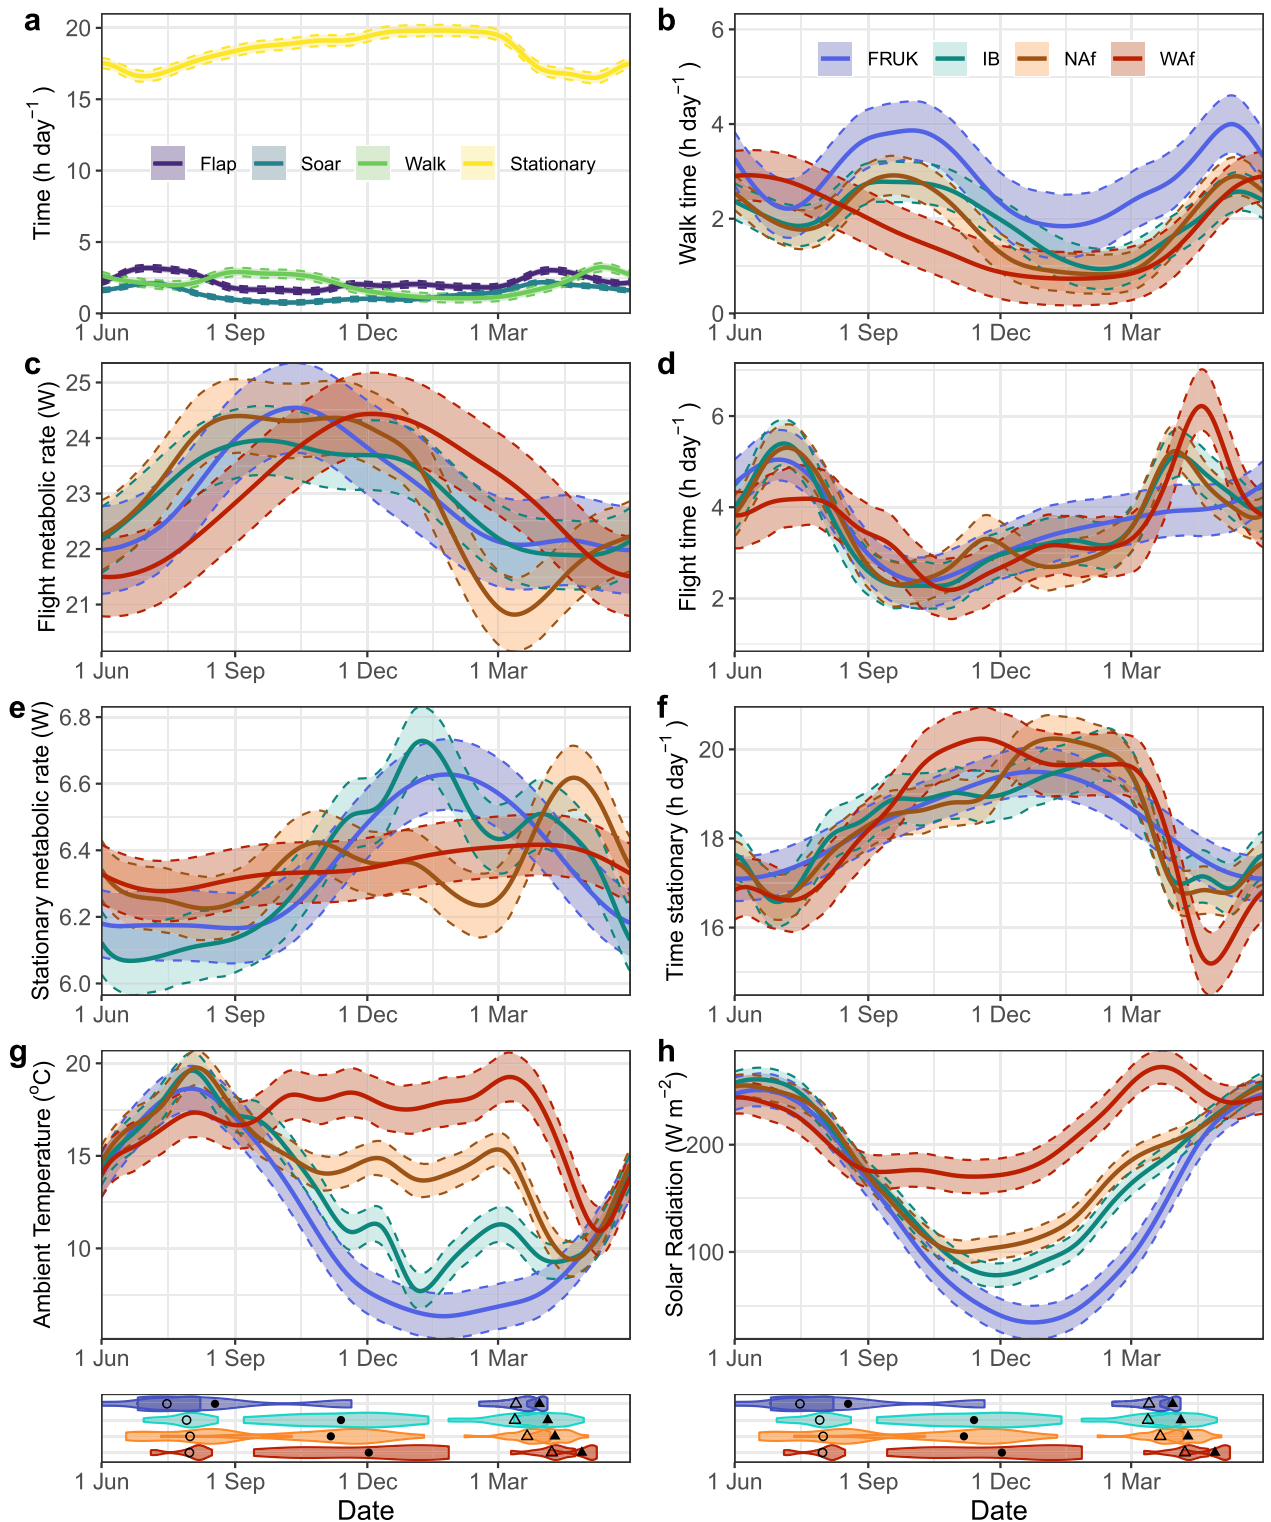 a
20
15
10
5
0
Time (h day−1 )
Flap Soar Walk Stationary
1 Jun 1 Sep 1 Dec 1 Mar
b
6
4
2
0
Walk time (h day−1 )
FRUK IB NAf WAf
1 Jun 1 Sep 1 Dec 1 Mar
c
25
24
23
22
21
Flight metabolic rate (W)
1 Jun 1 Sep 1 Dec 1 Mar
d
6
4
2
Flight time (h day−1 )
1 Jun 1 Sep 1 Dec 1 Mar
e
6.8
6.6
6.4
6.2
6.0
Stationary metabolic rate (W)
1 Jun 1 Sep 1 Dec 1 Mar
f
20
18
16
Time stationary (h day−1 )
1 Jun 1 Sep 1 Dec 1 Mar
g
20
15
10
Ambient Temperature (oC)
1 Jun 1 Sep 1 Dec 1 Mar
h
200
100
Solar Radiation (W m−2)
1 Jun 1 Sep 1 Dec 1 Mar
1 Jun 1 Sep 1 Dec 1 Mar
Date
1 Jun 1 Sep 1 Dec 1 Mar
Date